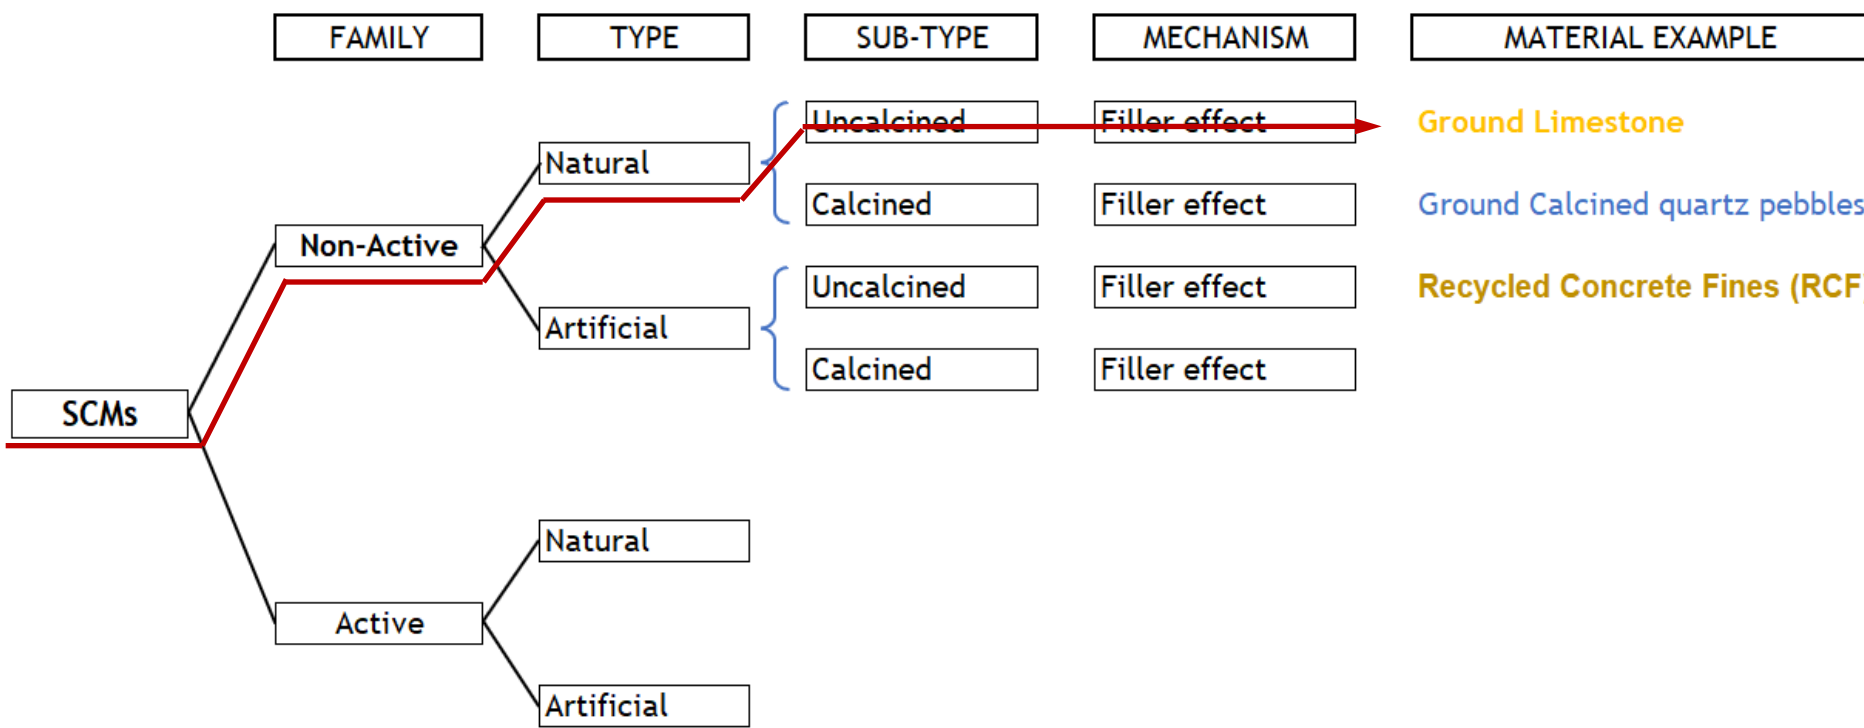 FAMILY TYPE SUB-TYPE MECHANISM MATERIAL EXAMPLE
Uncalcined Filler effect Ground Limestone
Natural
Calcined Filler effect Ground Calcined quartz pebbles
Non-Active
Uncalcined Filler effect Recycled Concrete Fines (RCF)
Artificial
Calcined Filler effect
SCMs
Natural
Active
Artificial